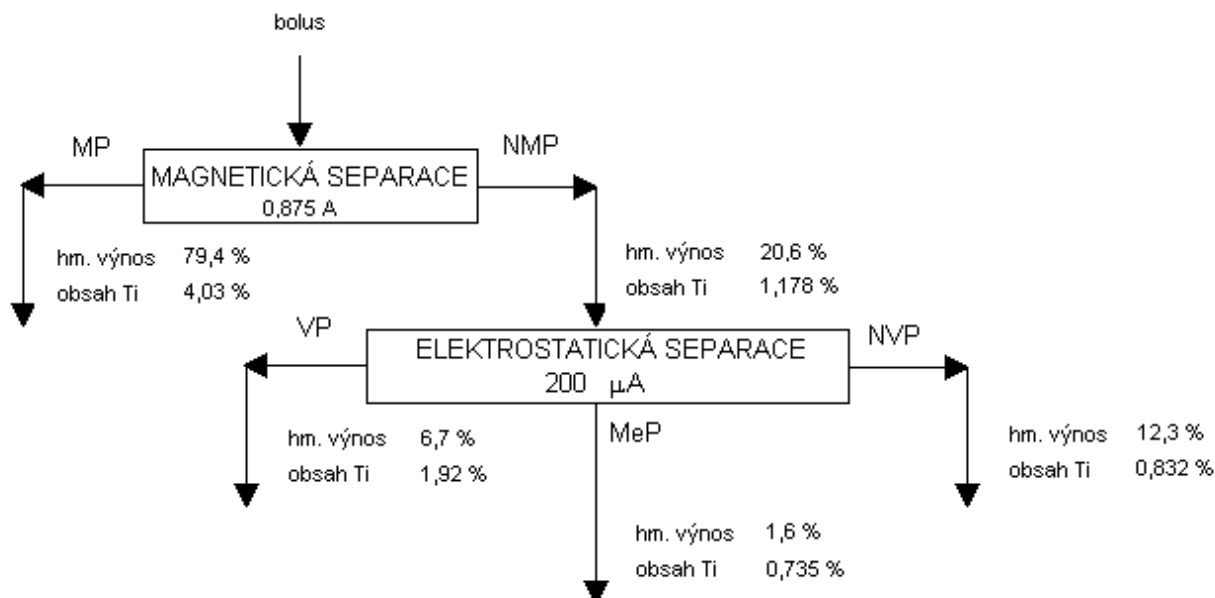 bolus
MP
NMP
MAGNETICKÁ SEPARACE
0,875 A
hm. výnos 79,4 %
obsah Ti 4,03 %
hm. výnos 20,6 %
obsah Ti 1,178 %
VP
NVP
ELEKTROSTATICKÁ SEPARACE
200 μA
MeP
hm. výnos 6,7 %
obsah Ti 1,92 %
hm. výnos 12,3 %
obsah Ti 0,832 %
hm. výnos 1,6 %
obsah Ti 0,735 %